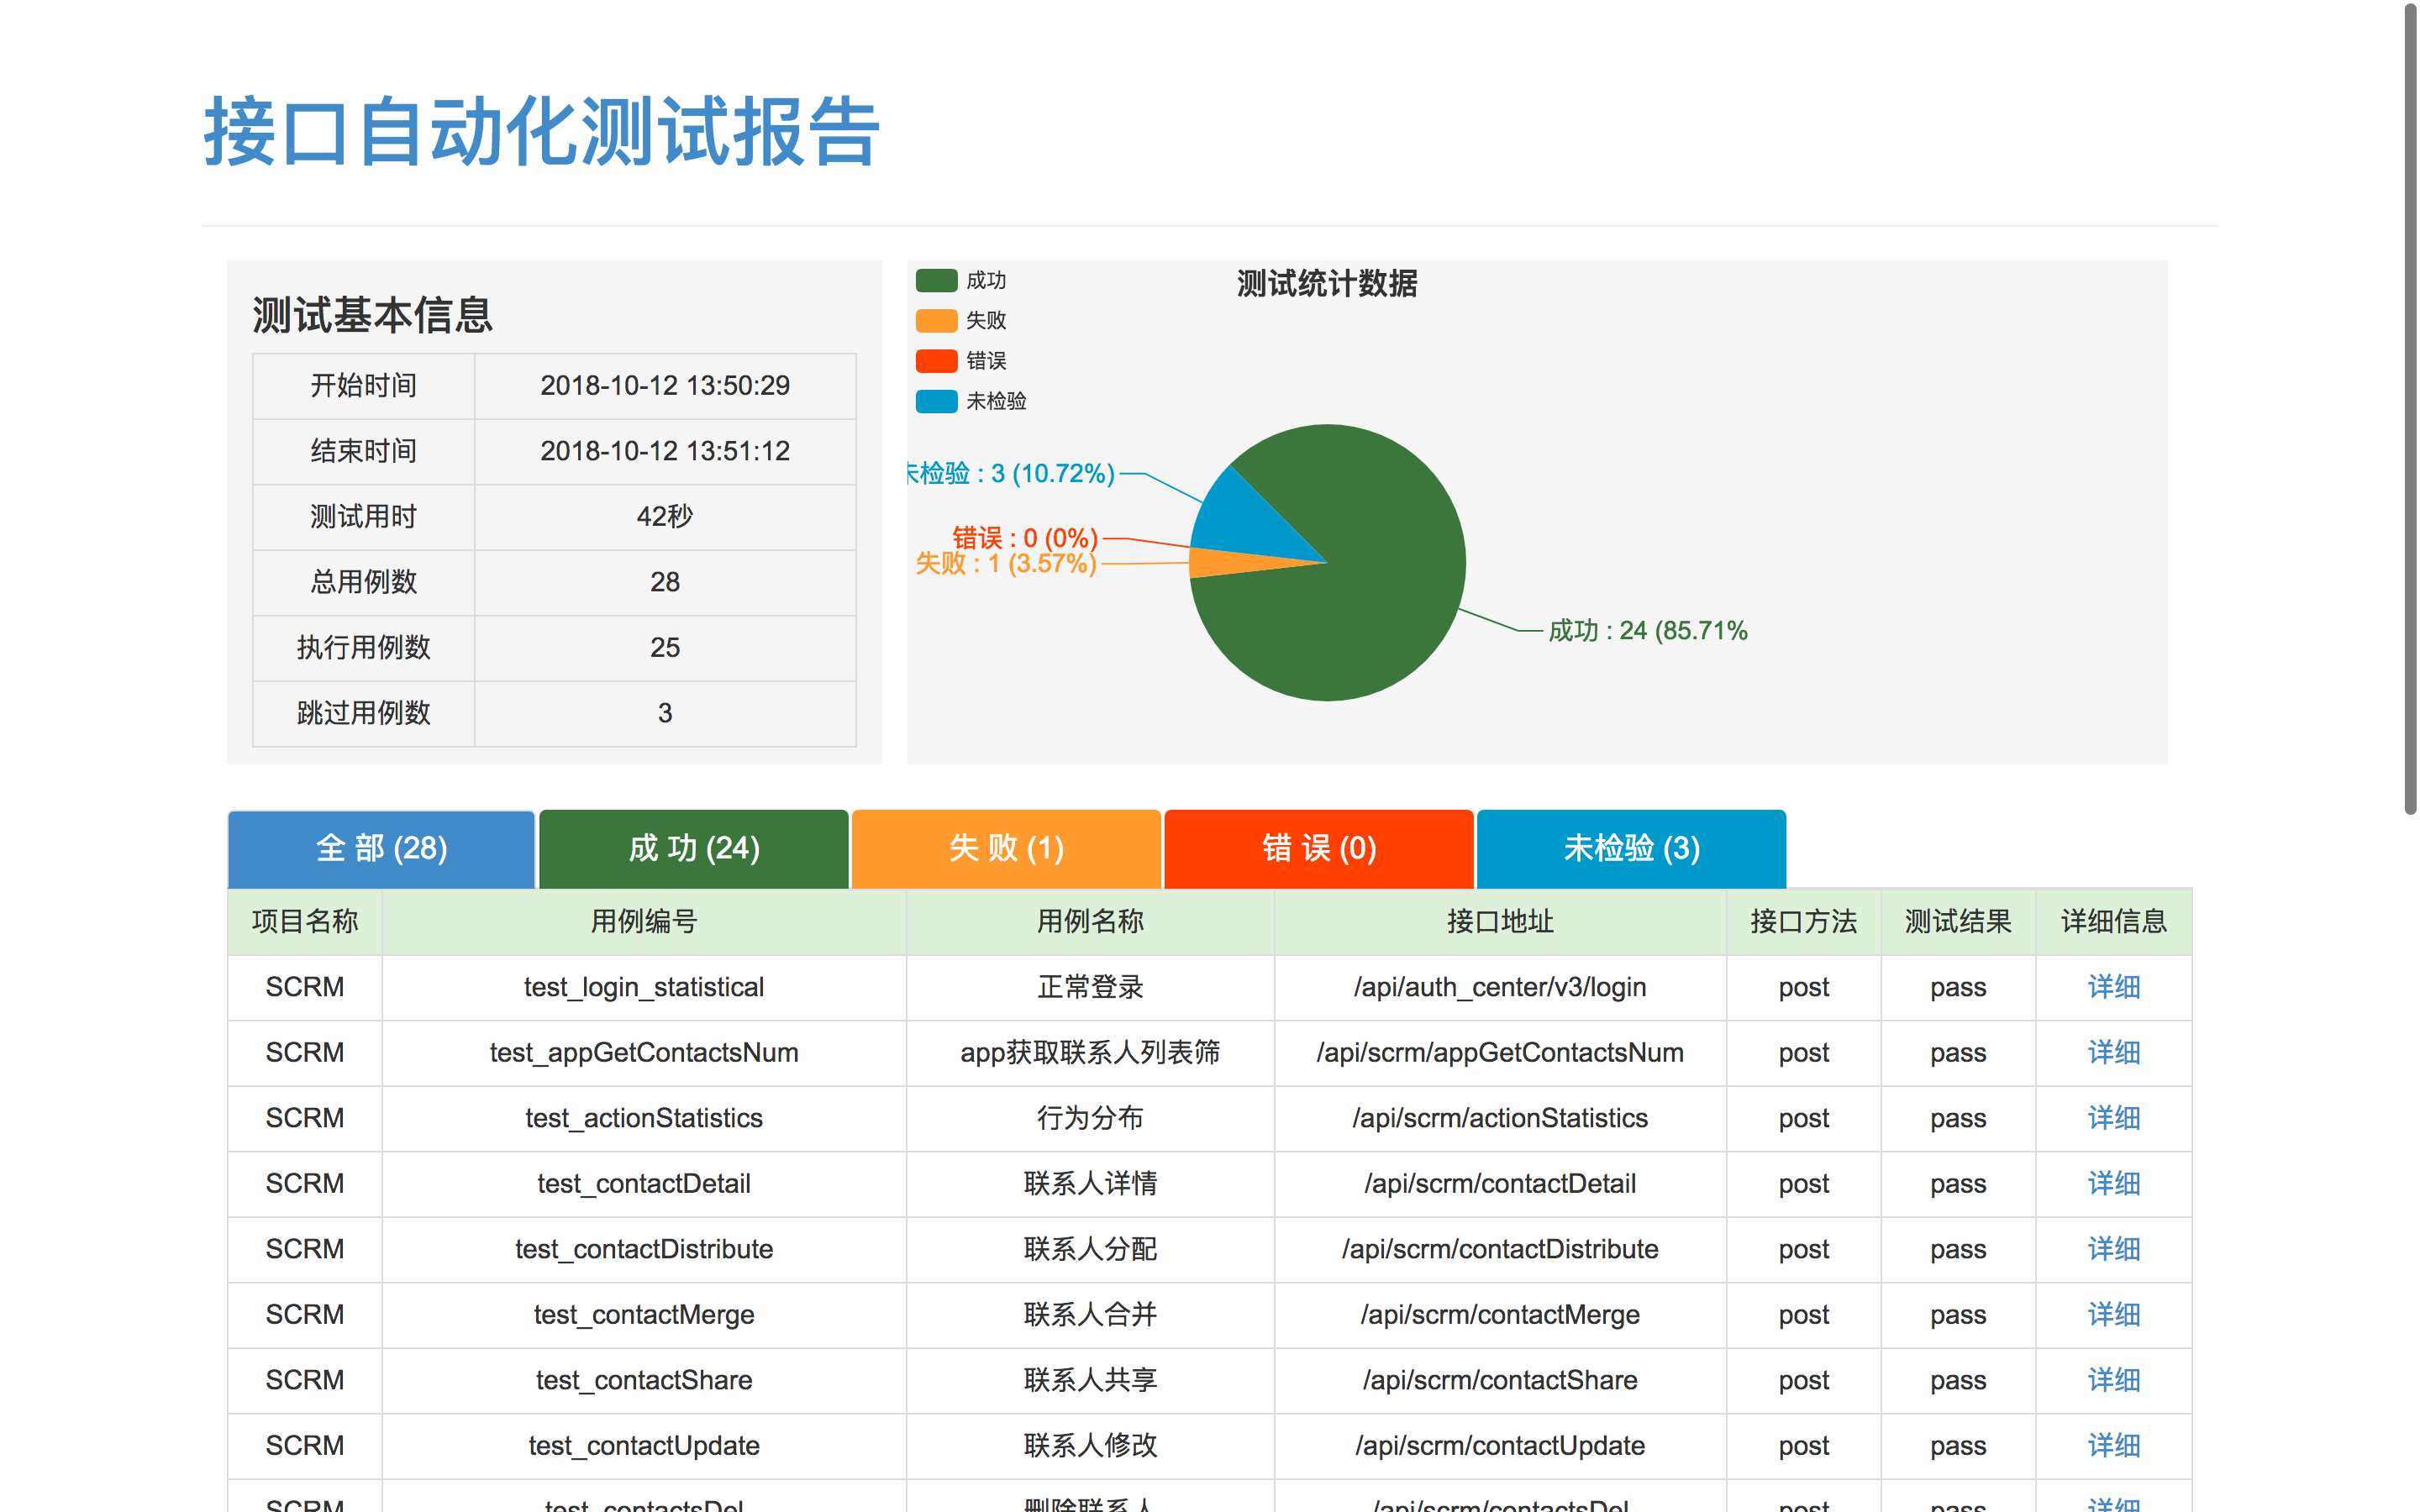 接口自动化测试报告
测试基本信息
开始时间 2018-10-12 13:50:29
结束时间 2018-10-12 13:51:12
测试用时 42秒
总用例数 28
执行用例数 25
跳过用例数 3
测试统计数据
成功
失败
错误
未检验
未检验 : 3 (10.72%)
错误 : 0 (0%)
失败 : 1 (3.57%)
成功 : 24 (85.71%
全 部 (28) 成 功 (24) 失 败 (1) 错 误 (0) 未检验 (3)
项目名称 用例编号 用例名称 接口地址 接口方法 测试结果 详细信息
SCRM test_login_statistical 正常登录 /api/auth_center/v3/login post pass 详细
SCRM test_appGetContactsNum app获取联系人列表筛 /api/scrm/appGetContactsNum post pass 详细
SCRM test_actionStatistics 行为分布 /api/scrm/actionStatistics post pass 详细
SCRM test_contactDetail 联系人详情 /api/scrm/contactDetail post pass 详细
SCRM test_contactDistribute 联系人分配 /api/scrm/contactDistribute post pass 详细
SCRM test_contactMerge 联系人合并 /api/scrm/contactMerge post pass 详细
SCRM test_contactShare 联系人共享 /api/scrm/contactShare post pass 详细
SCRM test_contactUpdate 联系人修改 /api/scrm/contactUpdate post pass 详细
SCRM test_contactsDel 删除联系人 /api/scrm/contactsDel post pass 详细